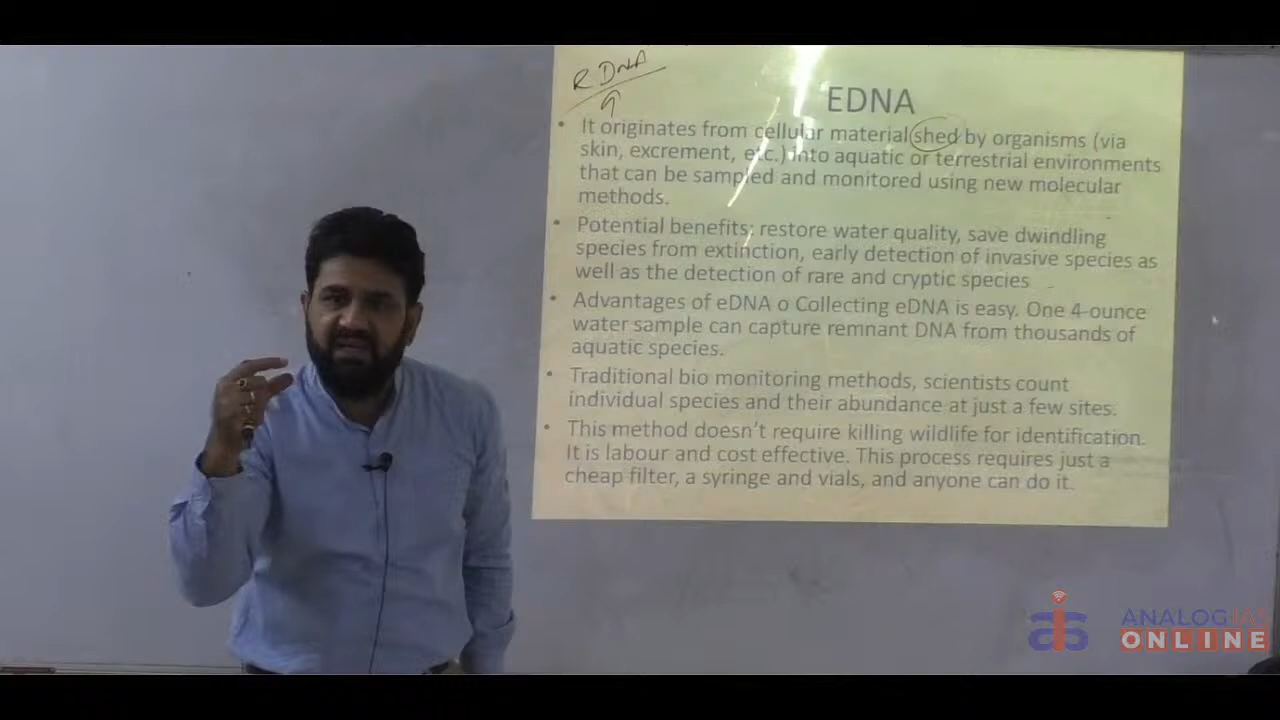 R DNA
EDNA
• It originates from cellular material shed by organisms (via
skin, excrement, etc.) into aquatic or terrestrial environments
that can be sampled and monitored using new molecular
methods.
• Potential benefits: restore water quality, save dwindling
species from extinction, early detection of invasive species as
well as the detection of rare and cryptic species
• Advantages of eDNA o Collecting eDNA is easy. One 4-ounce
water sample can capture remnant DNA from thousands of
aquatic species.
• Traditional bio monitoring methods, scientists count
individual species and their abundance at just a few sites.
• This method doesn't require killing wildlife for identification.
It is labour and cost effective. This process requires just a
cheap filter, a syringe and vials, and anyone can do it.
ANALOG IAS
ONLINE